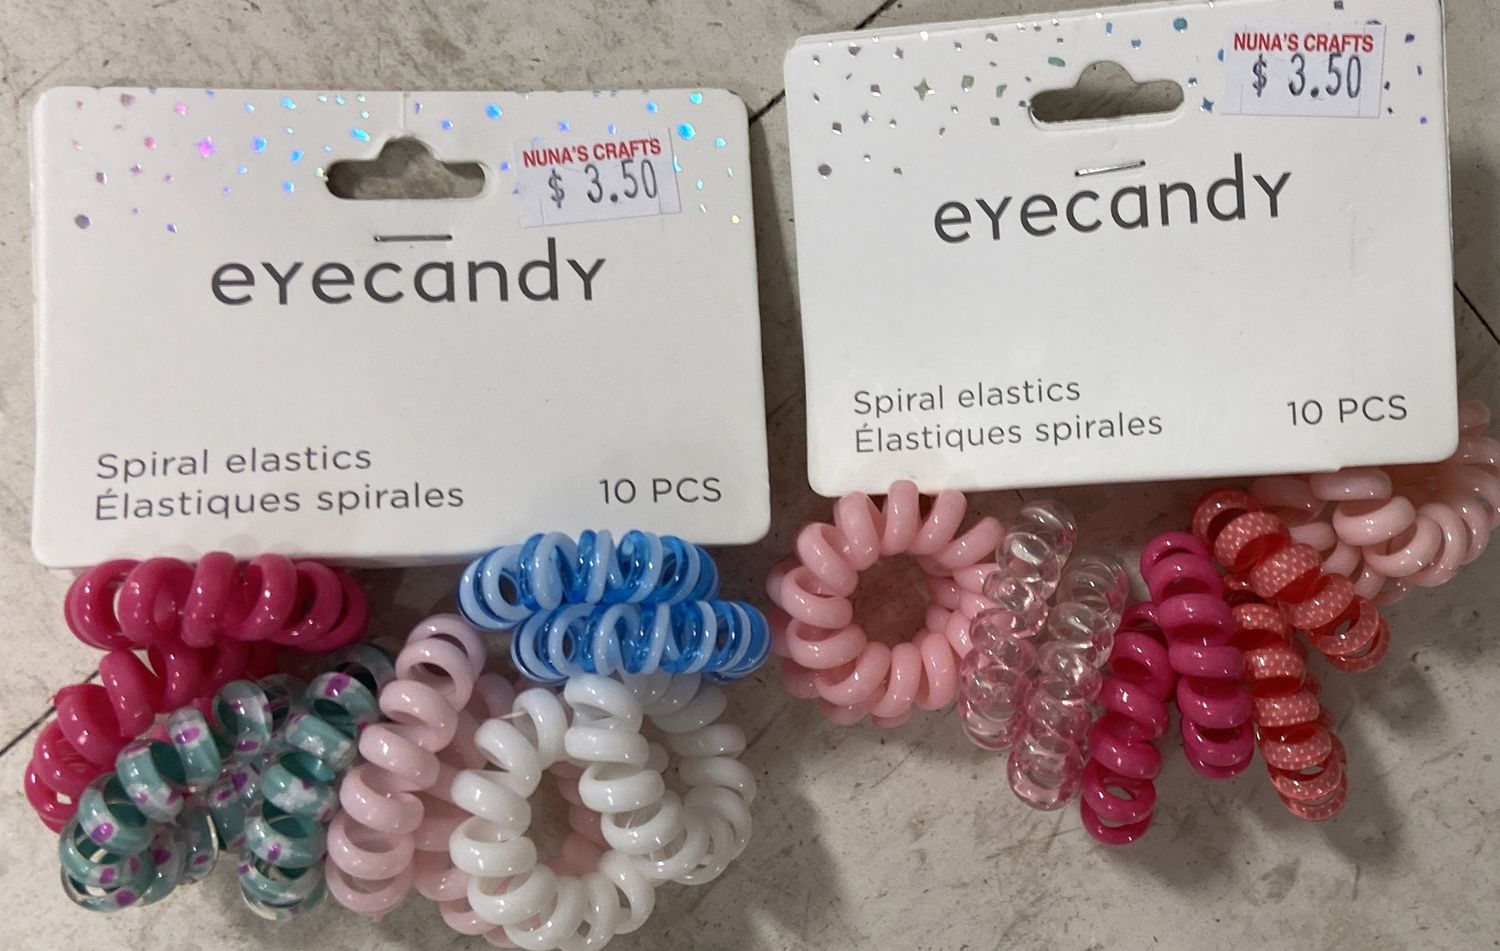 NUNA'S CRAFTS
$ 3.50
eyecandy
Spiral elastics
Élastiques spirales
10 PCS
NUNA'S CRAFTS
$ 3.50
eyecandy
Spiral elastics
Élastiques spirales
10 PCS